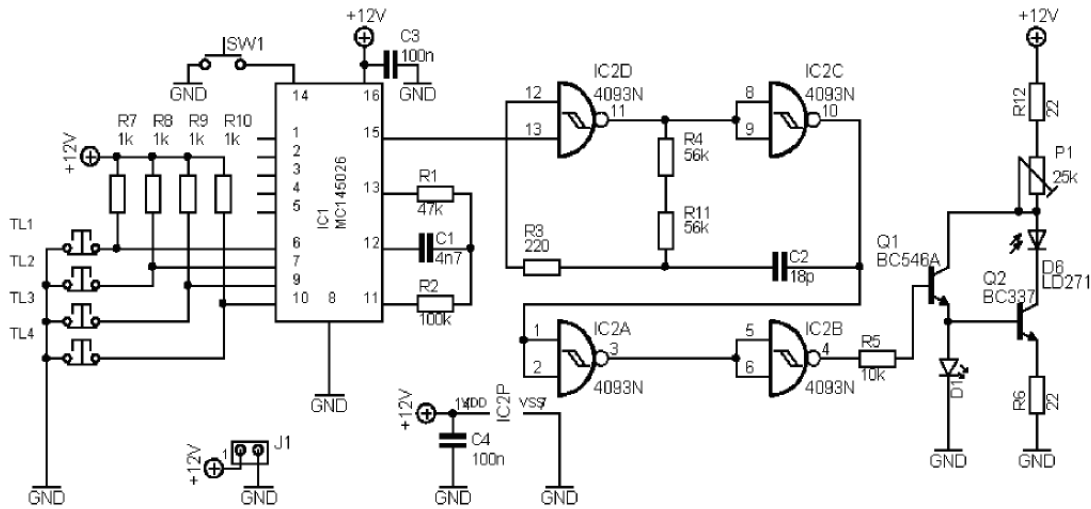 +12V
C3
100n
GND
SW1
GND
14
16
R7 R8 R9 R10
1k 1k 1k 1k
+12V
1
2
3
4
5
15
IC1
MC145026
13
R1
47k
12
C1
4n7
11
R2
100k
6
7
9
10
8
GND
TL1
TL2
TL3
TL4
GND
IC2D
4093N
12
13
11
IC2C
4093N
8
9
10
R4
56k
R11
56k
R3
220
C2
18p
IC2A
4093N
1
2
3
IC2B
4093N
5
6
4
R5
10k
Q1
BC546A
Q2
BC337
+12V
R12
22
P1
25k
D6
LD271
D1
R6
22
GND
GND
+12V
14
VDD
IC2P
VSS
7
C4
100n
GND
GND
J1
1
+12V
GND